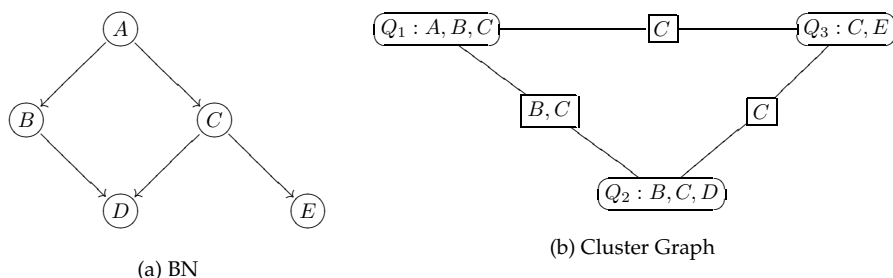 A
B
C
D
E
(a) BN
Q₁ : A, B, C
C
Q₃ : C, E
B, C
C
Q₂ : B, C, D
(b) Cluster Graph